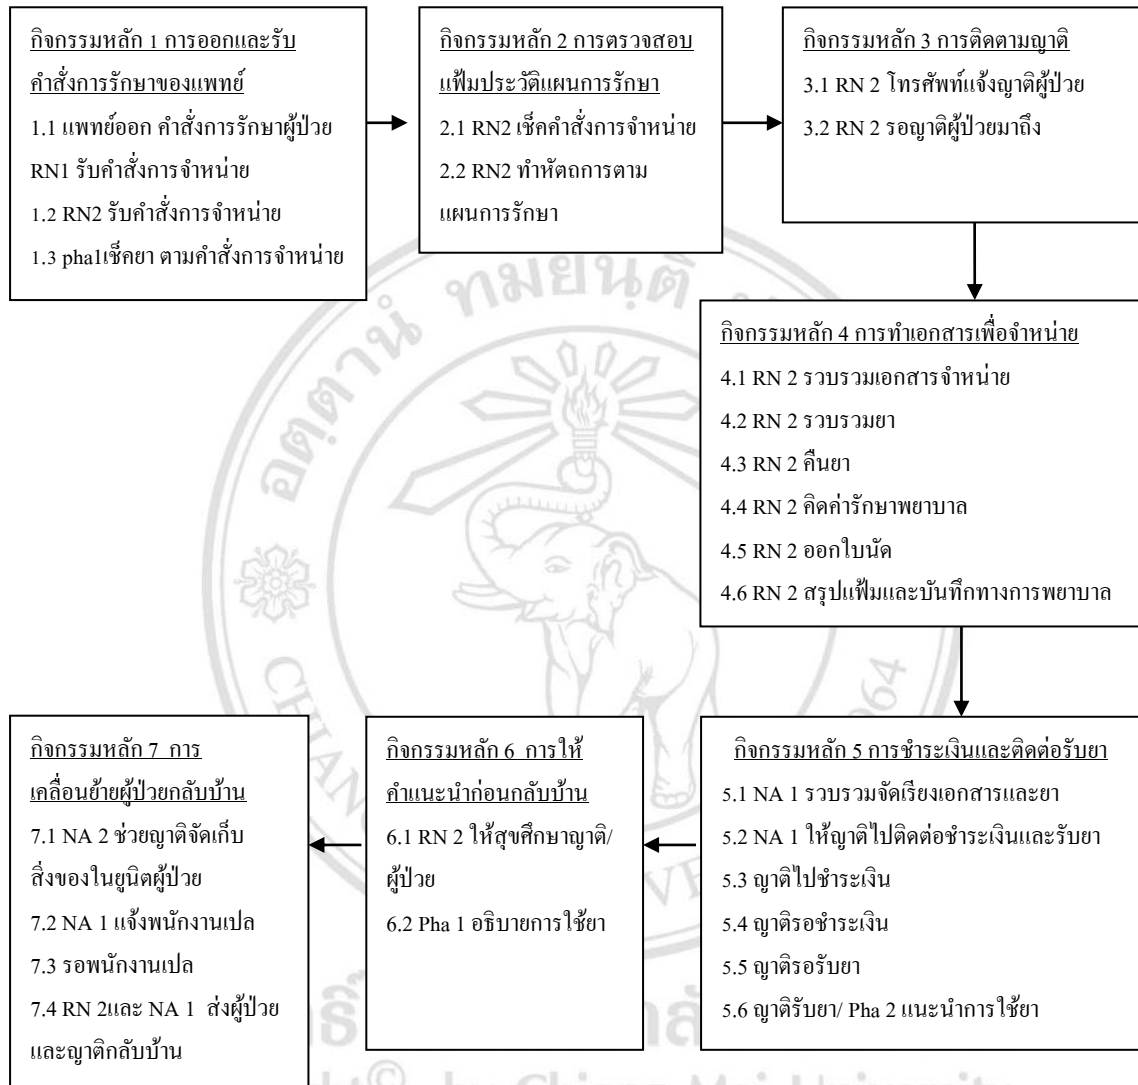 กิจกรรมหลัก 1 การออกและรับ
คำสั่งการรักษาของแพทย์
1.1 แพทย์ออก คำสั่งการรักษาผู้ป่วย
RN1 รับคำสั่งการจำหน่าย
1.2 RN2 รับคำสั่งการจำหน่าย
1.3 pha1เช็คยา ตามคำสั่งการจำหน่าย
กิจกรรมหลัก 2 การตรวจสอบ
แฟ้มประวัติแผนการรักษา
2.1 RN2 เช็คคำสั่งการจำหน่าย
2.2 RN2 ทำหัตถการตาม
แผนการรักษา
กิจกรรมหลัก 3 การติดตามญาติ
3.1 RN 2 โทรศัพท์แจ้งญาติผู้ป่วย
3.2 RN 2 รอญาติผู้ป่วยมาถึง
กิจกรรมหลัก 4 การทำเอกสารเพื่อจำหน่าย
4.1 RN 2 รวบรวมเอกสารจำหน่าย
4.2 RN 2 รวบรวมยา
4.3 RN 2 คืนยา
4.4 RN 2 คิดค่ารักษาพยาบาล
4.5 RN 2 ออกใบนัด
4.6 RN 2 สรุปแฟ้มและบันทึกทางการพยาบาล
กิจกรรมหลัก 5 การชำระเงินและติดต่อรับยา
5.1 NA 1 รวบรวมจัดเรียงเอกสารและยา
5.2 NA 1 ให้ญาติไปติดต่อชำระเงินและรับยา
5.3 ญาติไปชำระเงิน
5.4 ญาติรอชำระเงิน
5.5 ญาติรอรับยา
5.6 ญาติรับยา/ Pha 2 แนะนำการใช้ยา
กิจกรรมหลัก 6 การให้
คำแนะนำก่อนกลับบ้าน
6.1 RN 2 ให้สุขศึกษาญาติ/
ผู้ป่วย
6.2 Pha 1 อธิบายการใช้ยา
กิจกรรมหลัก 7 การ
เคลื่อนย้ายผู้ป่วยกลับบ้าน
7.1 NA 2 ช่วยญาติจัดเก็บ
สิ่งของในยูนิตผู้ป่วย
7.2 NA 1 แจ้งพนักงานเปล
7.3 รอพนักงานเปล
7.4 RN 2และ NA 1 ส่งผู้ป่วย
และญาติกลับบ้าน
อตฺตานํ ทมยนฺติ